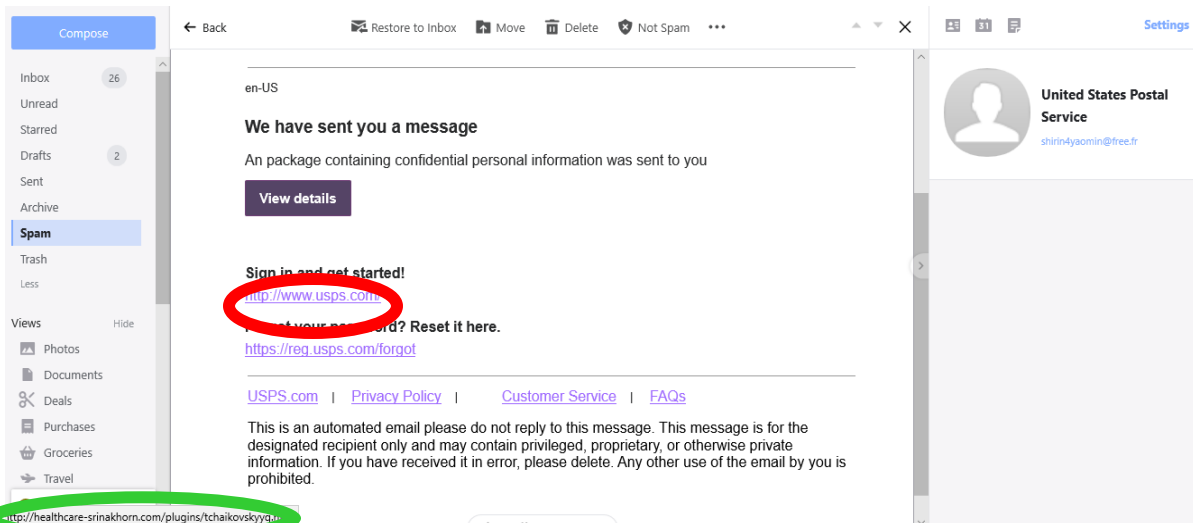 Compose
Back
Restore to Inbox Move Delete Not Spam
Settings
Inbox 26
Unread
Starred
Drafts 2
Sent
Archive
Spam
Trash
Less
Views Hide
Photos
Documents
Deals
Purchases
Groceries
Travel
en-US
We have sent you a message
An package containing confidential personal information was sent to you
View details
Sign in and get started!
http://www.usps.com/
your password? Reset it here.
https://reg.usps.com/forgot
USPS.com | Privacy Policy | Customer Service | FAQs
This is an automated email please do not reply to this message. This message is for the
designated recipient only and may contain privileged, proprietary, or otherwise private
information. If you have received it in error, please delete. Any other use of the email by you is
prohibited.
31
United States Postal
Service
shirin4yaomin@free.fr
http://healthcare-srinakhorn.com/plugins/tchaikovskyyq